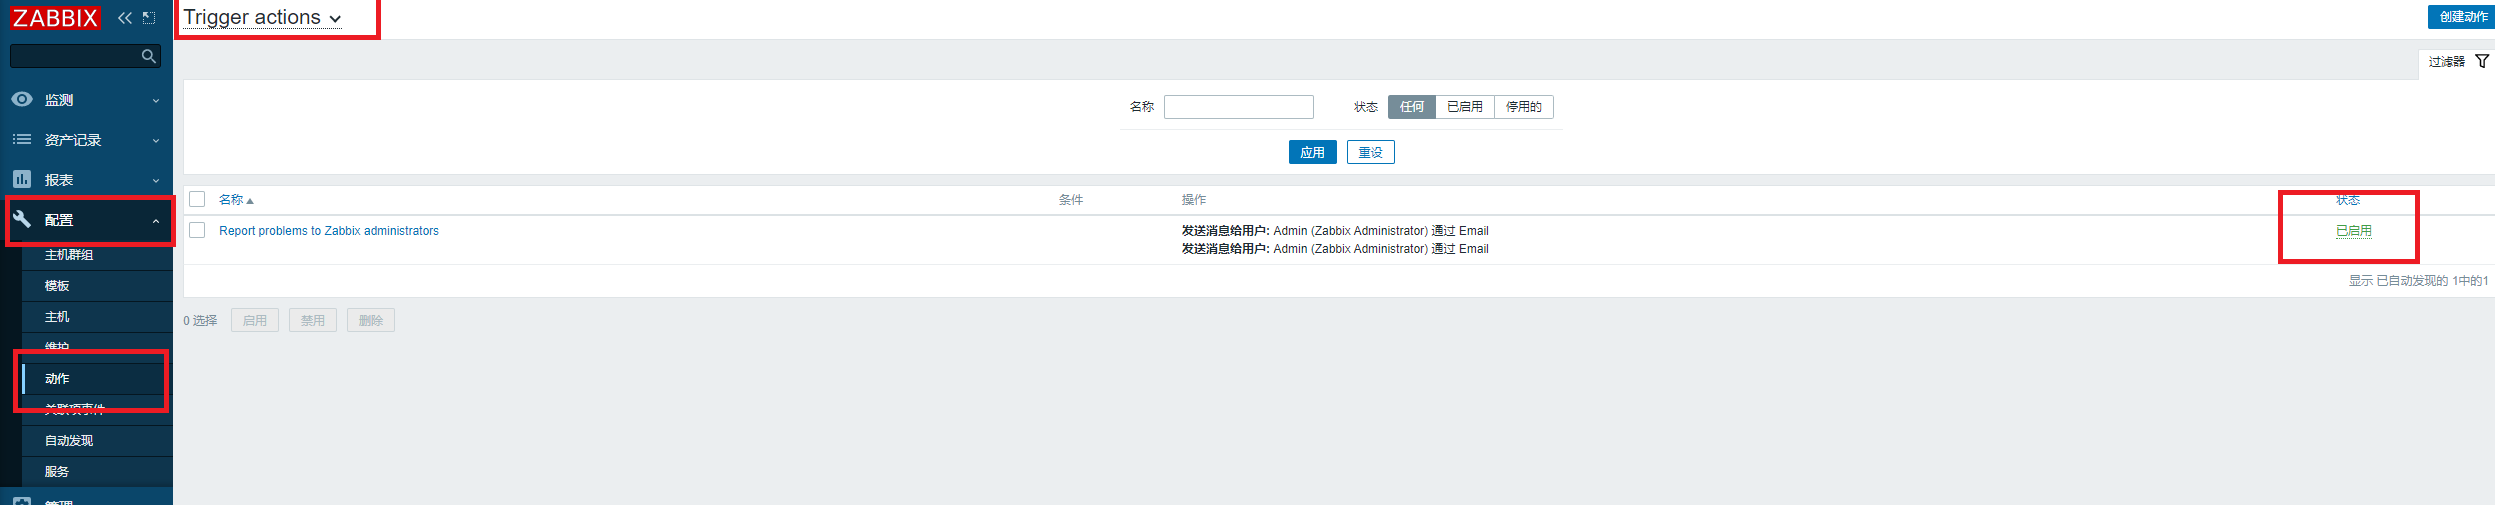 ZABBIX
Trigger actions
创建动作
过滤器
监测
资产记录
报表
配置
主机群组
模板
主机
维护
动作
关联项事件
自动发现
服务
管理
名称
状态 任何 已启用 停用的
应用 重设
名称 条件 操作 状态
Report problems to Zabbix administrators
发送消息给用户: Admin (Zabbix Administrator) 通过 Email
发送消息给用户: Admin (Zabbix Administrator) 通过 Email
已启用
显示 已自动发现的 1中的1
0 选择 启用 禁用 删除